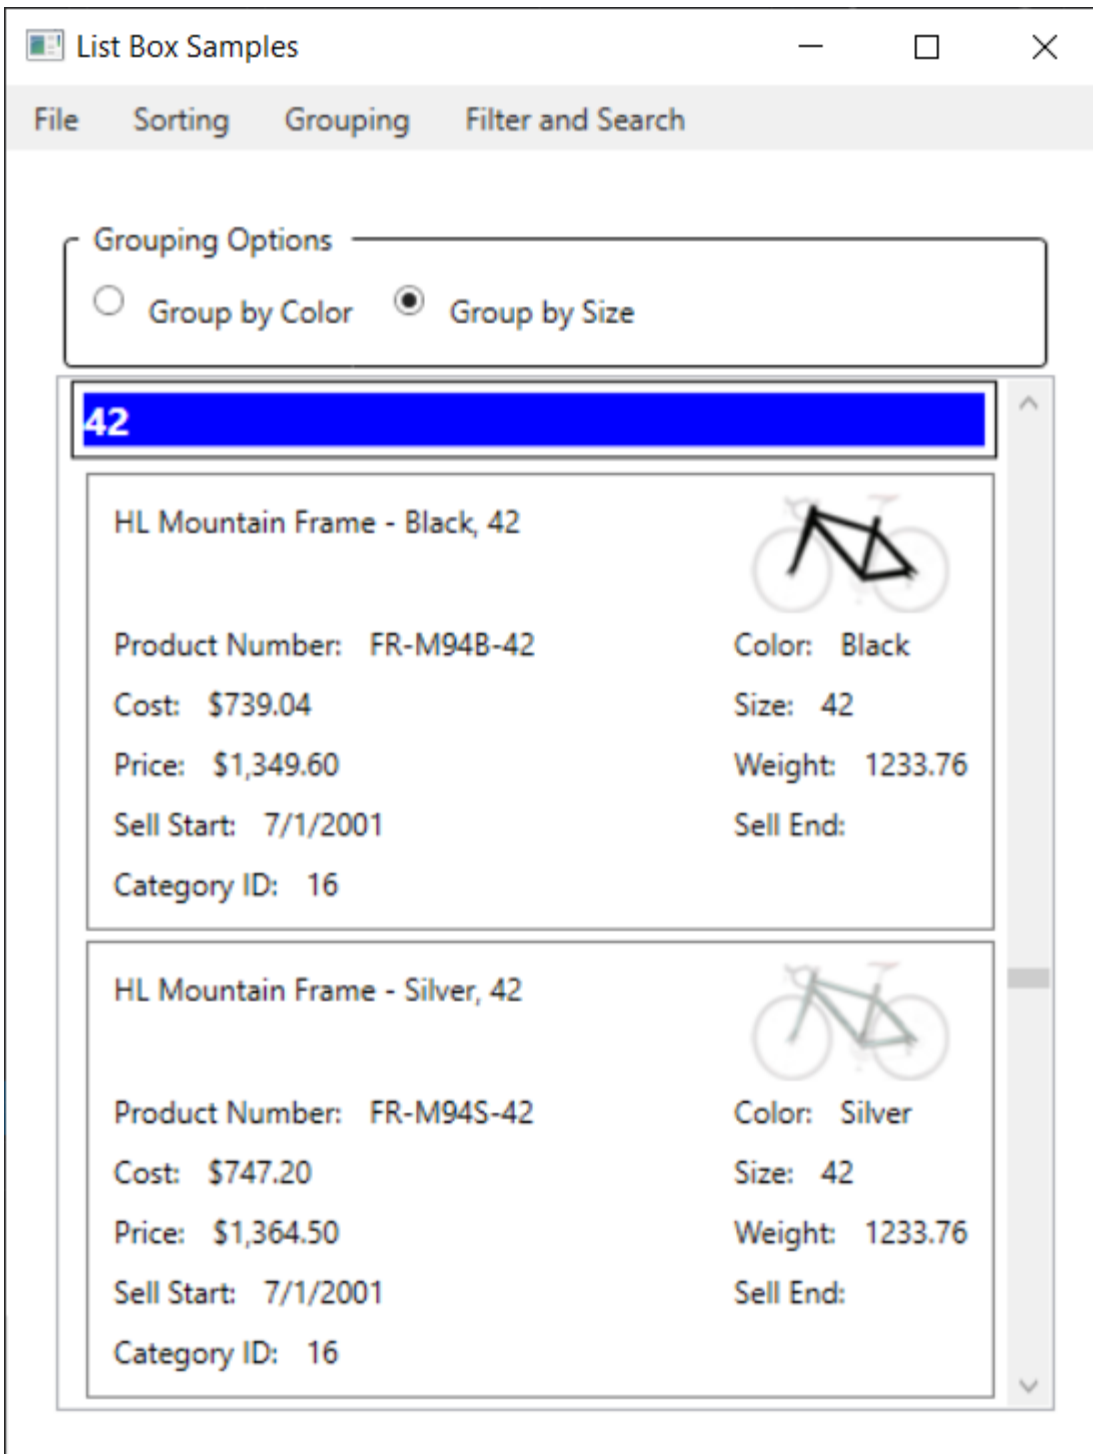 List Box Samples
File Sorting Grouping Filter and Search
Grouping Options
Group by Color Group by Size
42
HL Mountain Frame - Black, 42
Product Number: FR-M94B-42 Color: Black
Cost: $739.04 Size: 42
Price: $1,349.60 Weight: 1233.76
Sell Start: 7/1/2001 Sell End:
Category ID: 16
HL Mountain Frame - Silver, 42
Product Number: FR-M94S-42 Color: Silver
Cost: $747.20 Size: 42
Price: $1,364.50 Weight: 1233.76
Sell Start: 7/1/2001 Sell End:
Category ID: 16